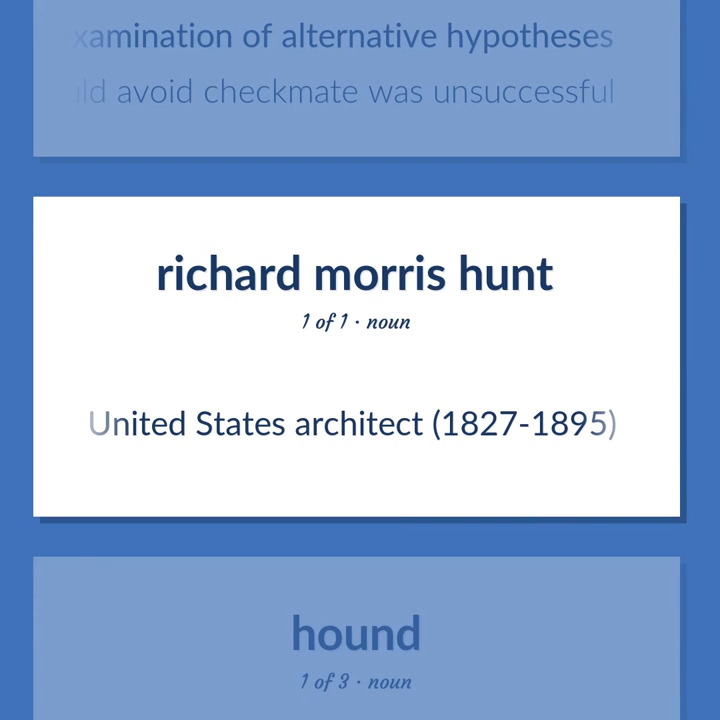 xamination of alternative hypotheses
ld avoid checkmate was unsuccessful
richard morris hunt
1 of 1 · noun
United States architect (1827-1895)
hound
1 of 3 · noun